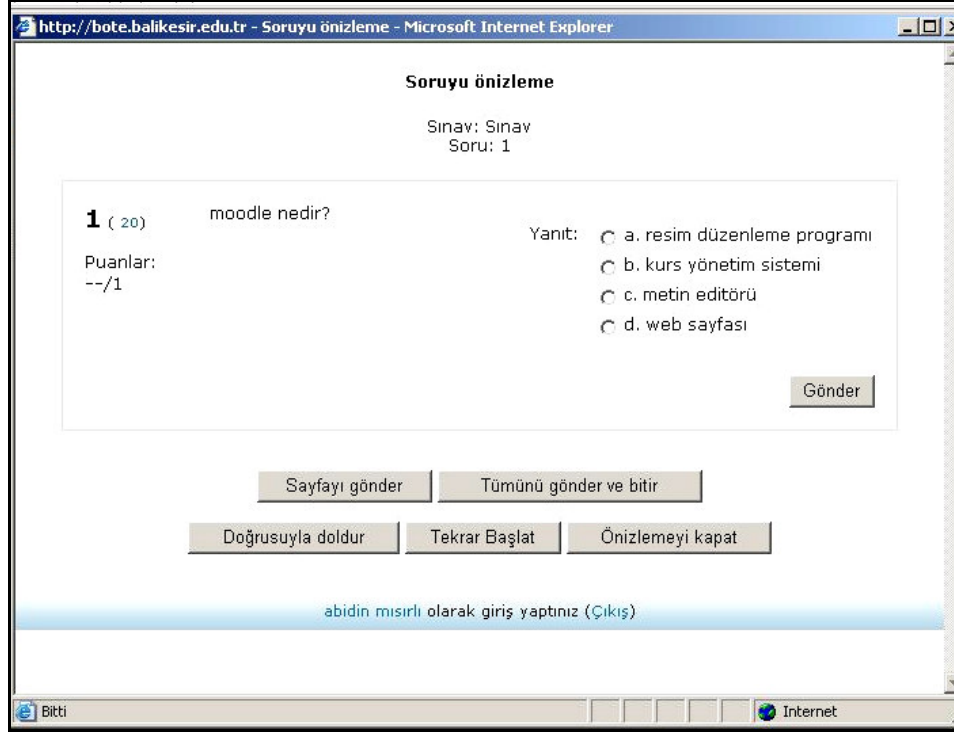 http://bote.balikesir.edu.tr - Soruyu önizleme - Microsoft Internet Explorer
Soruyu önizleme
Sınav: Sınav
Soru: 1
1 ( 20)
moodle nedir?
Puanlar:
--/1
Yanıt:
a. resim düzenleme programı
b. kurs yönetim sistemi
c. metin editörü
d. web sayfası
Gönder
Sayfayı gönder
Tümünü gönder ve bitir
Doğrusuyla doldur
Tekrar Başlat
Önizlemeyi kapat
abidin mısırlı olarak giriş yaptınız (Çıkış)
Bitti
Internet